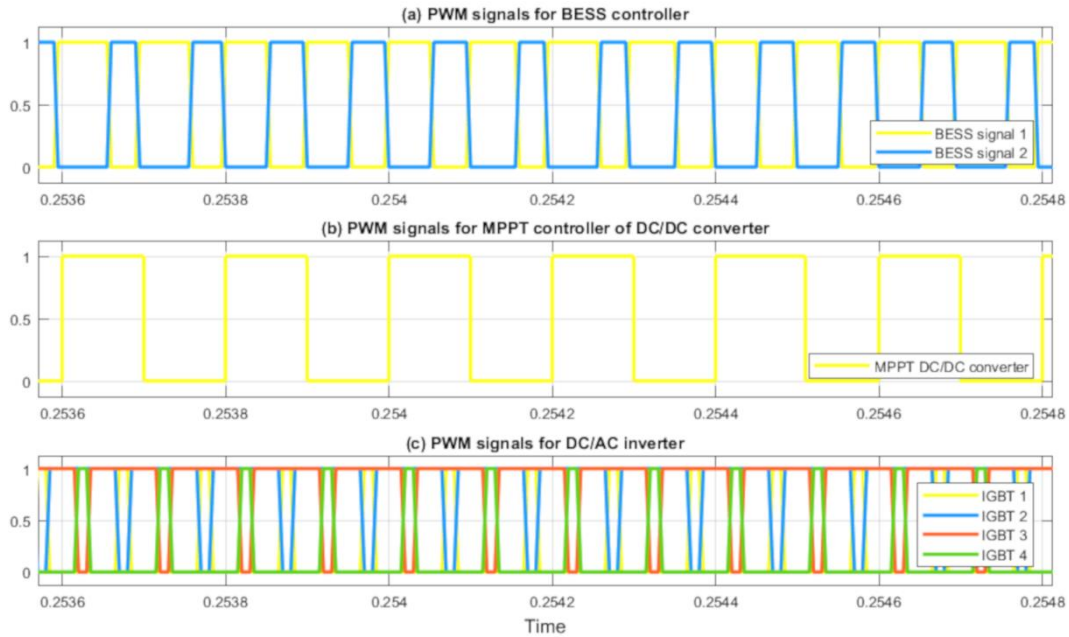 (a) PWM signals for BESS controller
1
0.5
0
BESS signal 1
BESS signal 2
0.2536 0.2538 0.254 0.2542 0.2544 0.2546 0.2548
(b) PWM signals for MPPT controller of DC/DC converter
1
0.5
0
MPPT DC/DC converter
0.2536 0.2538 0.254 0.2542 0.2544 0.2546 0.2548
(c) PWM signals for DC/AC inverter
1
0.5
0
IGBT 1
IGBT 2
IGBT 3
IGBT 4
0.2536 0.2538 0.254 0.2542 0.2544 0.2546 0.2548
Time